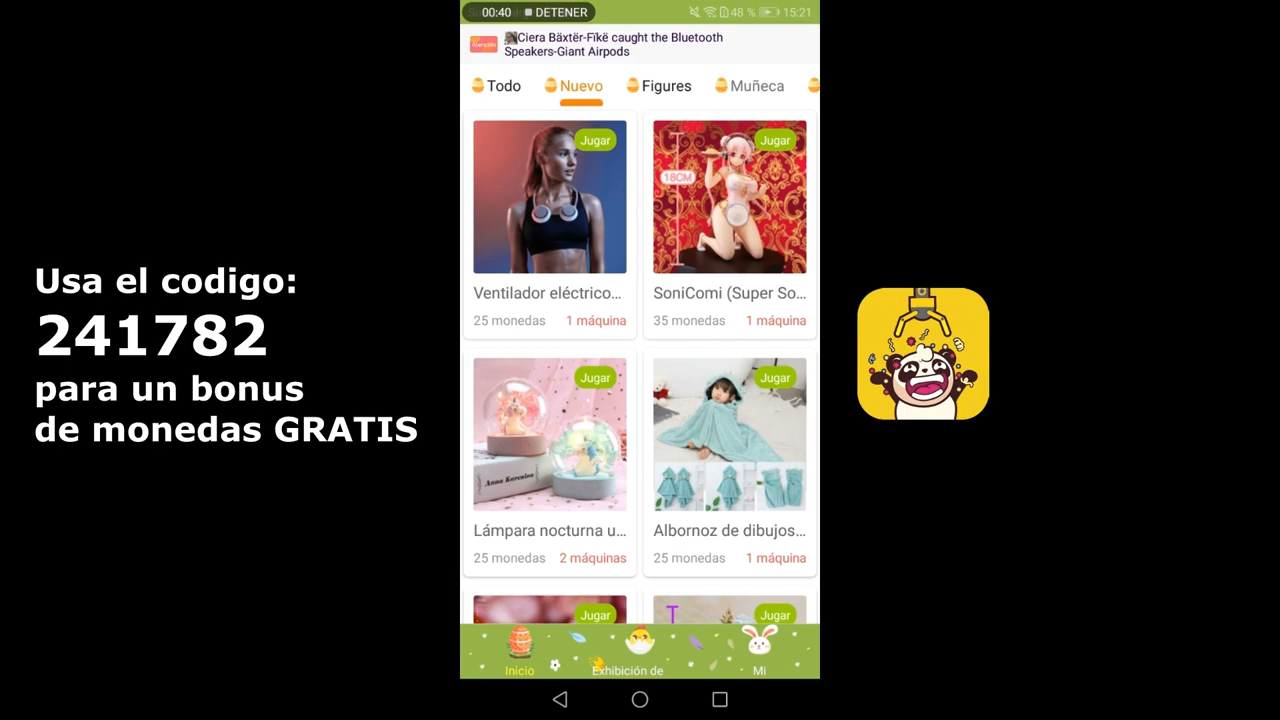 00:40 DETENER
48 % 15:21
Ciera Bäxtër-Fïkë caught the Bluetooth
Speakers-Giant Airpods
Todo Nuevo Figures Muñeca
Usa el codigo:
241782
para un bonus
de monedas GRATIS
Jugar
Ventilador eléctrico...
25 monedas 1 máquina
Jugar
18CM
SoniComi (Super So...
35 monedas 1 máquina
Jugar
Anna Karenina
Lámpara nocturna u...
25 monedas 2 máquinas
Jugar
Albornoz de dibujos...
25 monedas 1 máquina
Jugar
Jugar
Inicio
Exhibición de
Mi